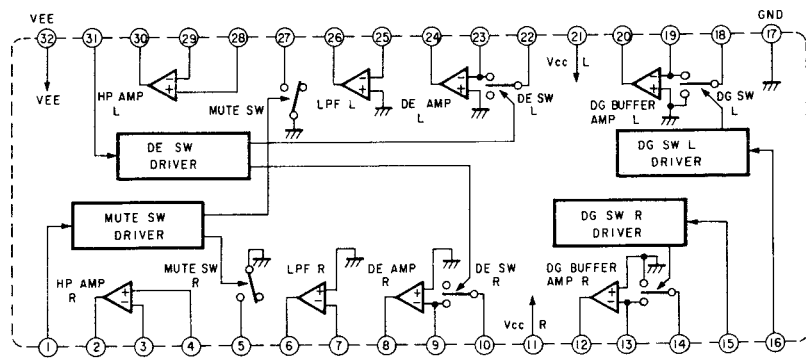 VEE GND
32 31 30 29 28 27 26 25 24 23 22 21 20 19 18 17
VEE
HP AMP
L
MUTE SW
LPF L
DE
AMP
L
DE SW
L
Vcc L
DG BUFFER
AMP L
DG SW
L
DE SW
DRIVER
DG SW L
DRIVER
MUTE SW
DRIVER
DG SW R
DRIVER
HP AMP
R
MUTE SW
R
LPF R
DE AMP
R
DE SW
R
Vcc R
DG BUFFER
AMP R
1 2 3 4 5 6 7 8 9 10 11 12 13 14 15 16